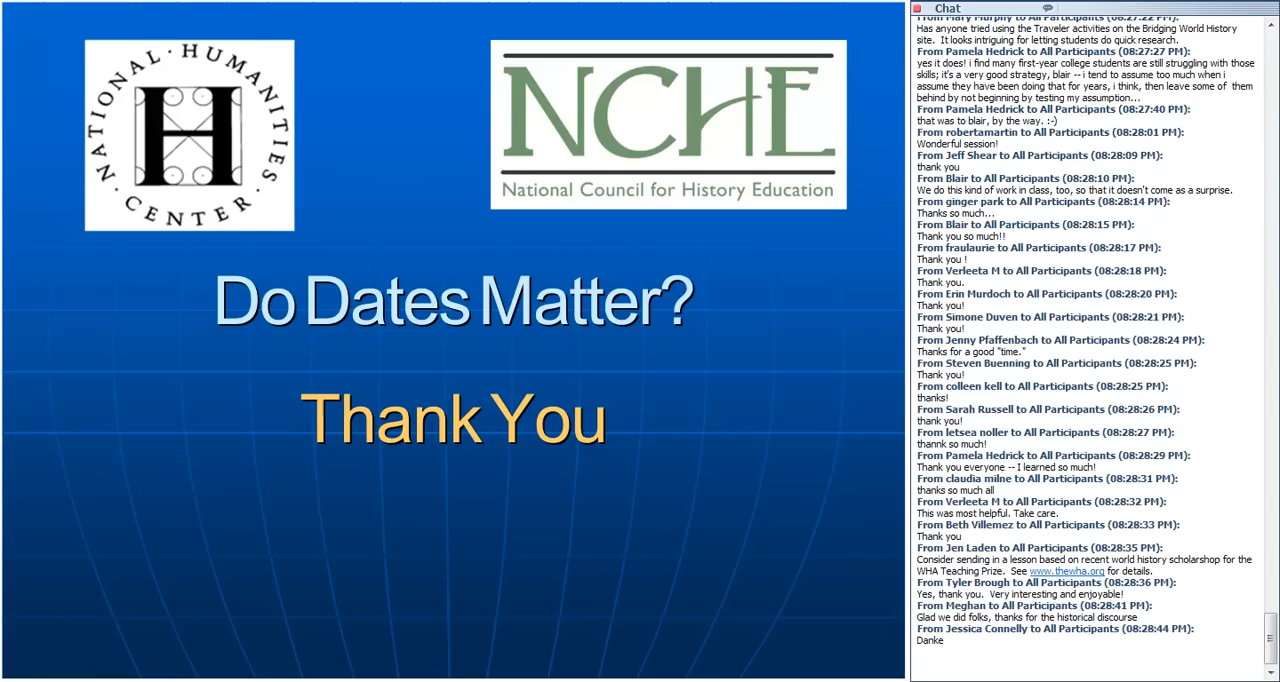 NATIONAL · HUMANITIES · CENTER ·
H
NCHE
National Council for History Education
Do Dates Matter?
Thank You
Chat
From Mary Murphy to All Participants (08:27:22 PM):
Has anyone tried using the Traveler activities on the Bridging World History
site.  It looks intriguing for letting students do quick research.
From Pamela Hedrick to All Participants (08:27:27 PM):
yes it does! i find many first-year college students are still struggling with those
skills; it's a very good strategy, blair -- i tend to assume too much when i
assume they have been doing that for years, i think, then leave some of  them
behind by not beginning by testing my assumption...
From Pamela Hedrick to All Participants (08:27:40 PM):
that was to blair, by the way. :-)
From robertamartin to All Participants (08:28:01 PM):
Wonderful session!
From Jeff Shear to All Participants (08:28:09 PM):
thank you
From Blair to All Participants (08:28:10 PM):
We do this kind of work in class, too, so that it doesn't come as a surprise.
From ginger park to All Participants (08:28:14 PM):
Thanks so much...
From Blair to All Participants (08:28:15 PM):
Thank you so much!!
From fraulaurie to All Participants (08:28:17 PM):
Thank you !
From Verleeta M to All Participants (08:28:18 PM):
Thank you.
From Erin Murdoch to All Participants (08:28:20 PM):
Thank you!
From Simone Duven to All Participants (08:28:21 PM):
Thank you!
From Jenny Pfaffenbach to All Participants (08:28:24 PM):
Thanks for a good "time."
From Steven Buenning to All Participants (08:28:25 PM):
Thank you!
From colleen kell to All Participants (08:28:25 PM):
thanks!
From Sarah Russell to All Participants (08:28:26 PM):
thank you!
From letsea noller to All Participants (08:28:27 PM):
thannk so much!
From Pamela Hedrick to All Participants (08:28:29 PM):
Thank you everyone -- I learned so much!
From claudia milne to All Participants (08:28:31 PM):
thanks so much all
From Verleeta M to All Participants (08:28:32 PM):
This was most helpful. Take care.
From Beth Villemez to All Participants (08:28:33 PM):
Thank you
From Jen Laden to All Participants (08:28:35 PM):
Consider sending in a lesson based on recent world history scholarshop for the
WHA Teaching Prize.  See www.thewha.org for details.
From Tyler Brough to All Participants (08:28:36 PM):
Yes, thank you.  Very interesting and enjoyable!
From Meghan to All Participants (08:28:41 PM):
Glad we did folks, thanks for the historical discourse
From Jessica Connelly to All Participants (08:28:44 PM):
Danke